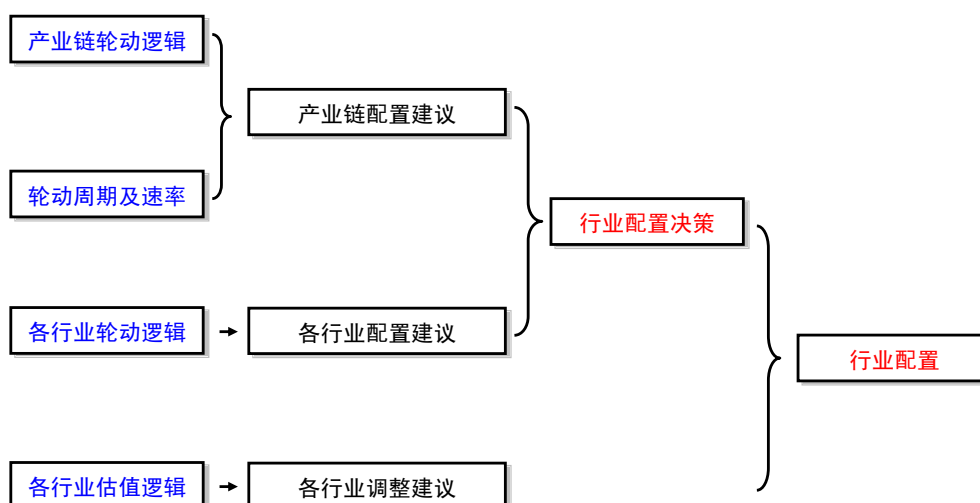 产业链轮动逻辑
产业链配置建议
轮动周期及速率
行业配置决策
各行业轮动逻辑
各行业配置建议
行业配置
各行业估值逻辑
各行业调整建议